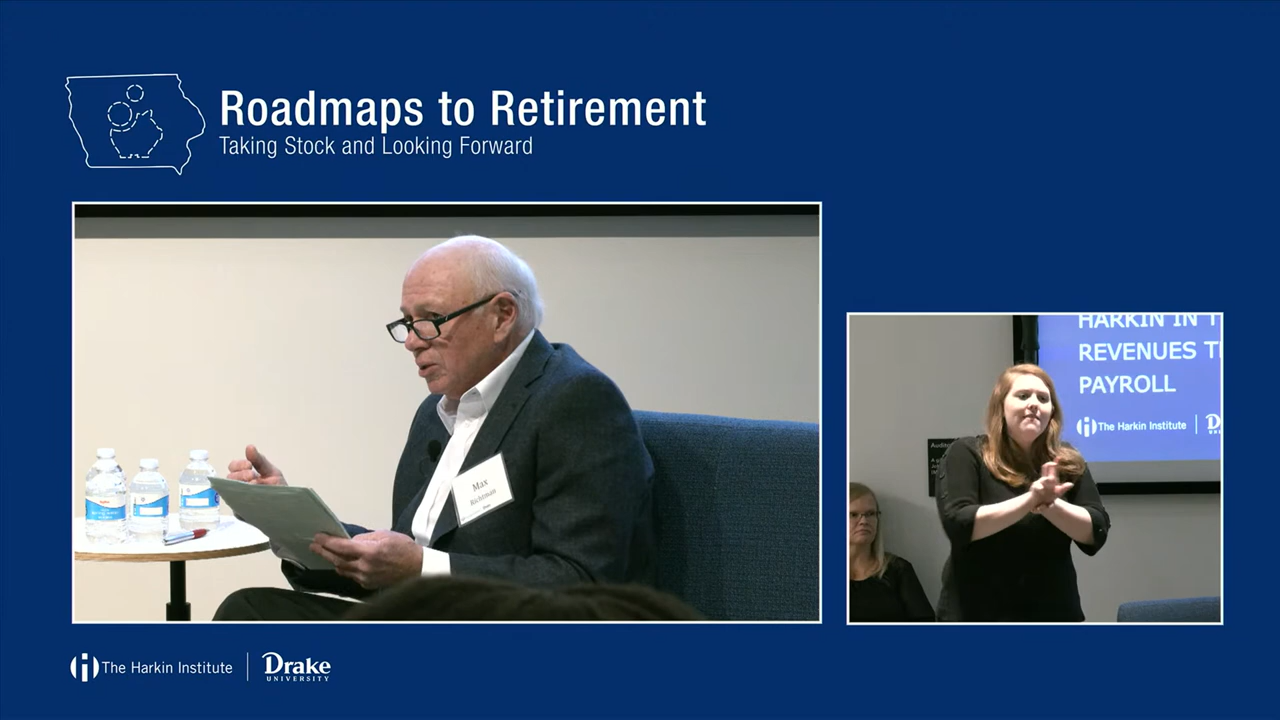 Roadmaps to Retirement
Taking Stock and Looking Forward
Max
Richtman
HARKIN IN T
REVENUES T
PAYROLL
The Harkin Institute
Auditor
The Harkin Institute
Drake
UNIVERSITY